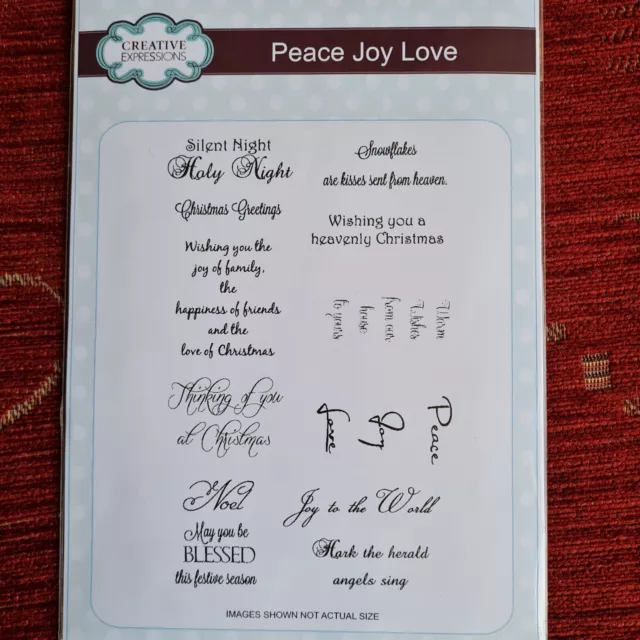 CREATIVE
EXPRESSIONS
Peace Joy Love
Silent Night
Holy Night
Christmas Greetings
Wishing you the
joy of family,
the
happiness of friends
and the
love of Christmas
Thinking of you
at Christmas
Noel
May you be
BLESSED
this festive season
Snowflakes
are kisses sent from heaven.
Wishing you a
heavenly Christmas
Warm
Wishes
from our
house
to yours
Peace
Joy
Love
Joy to the World
Hark the herald
angels sing
IMAGES SHOWN NOT ACTUAL SIZE